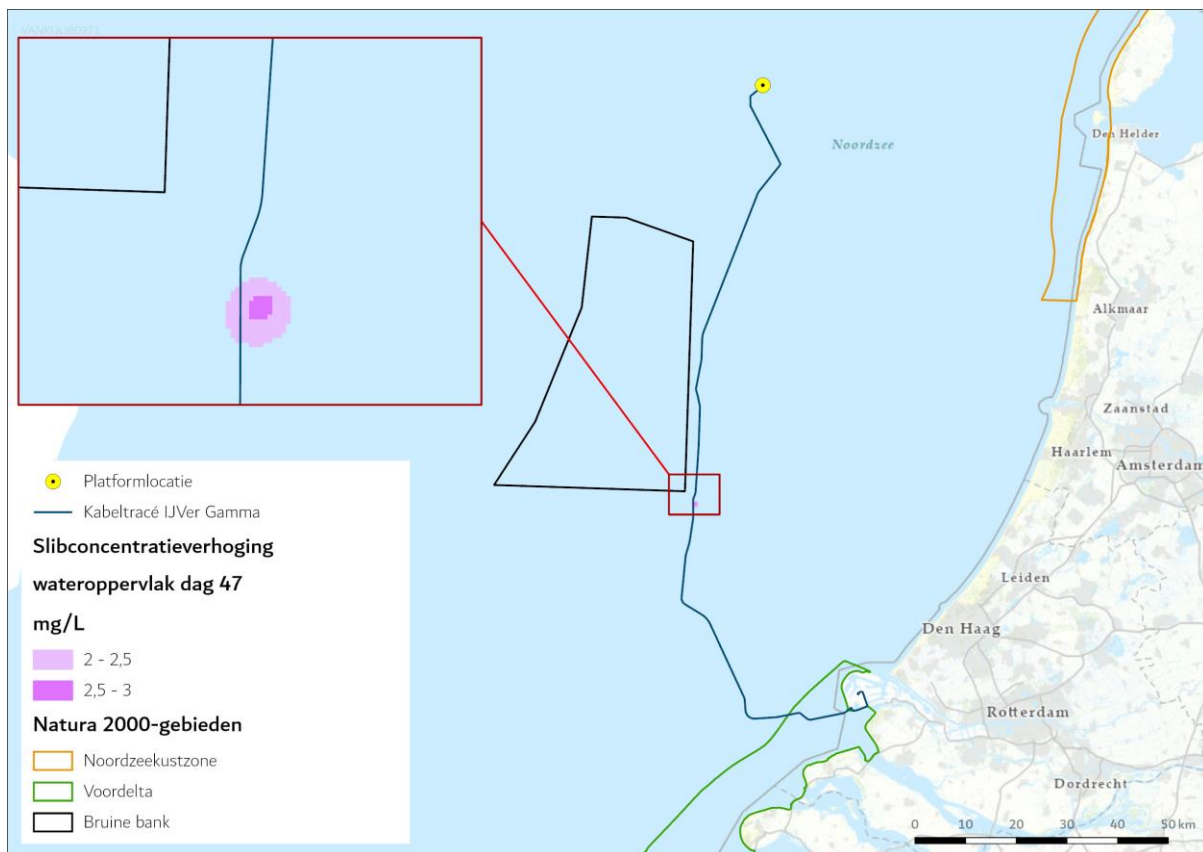 VANKUIJB0971
Noordzee
Den Helder
Alkmaar
Zaanstad
Haarlem
Amsterdam
Leiden
Den Haag
Rotterdam
Dordrecht
Platformlocatie
Kabeltracé IJVer Gamma
Slibconcentratieverhoging
wateroppervlak dag 47
mg/L
2 - 2,5
2,5 - 3
Natura 2000-gebieden
Noordzeekustzone
Voordelta
Bruine bank
0 10 20 30 40 50 km